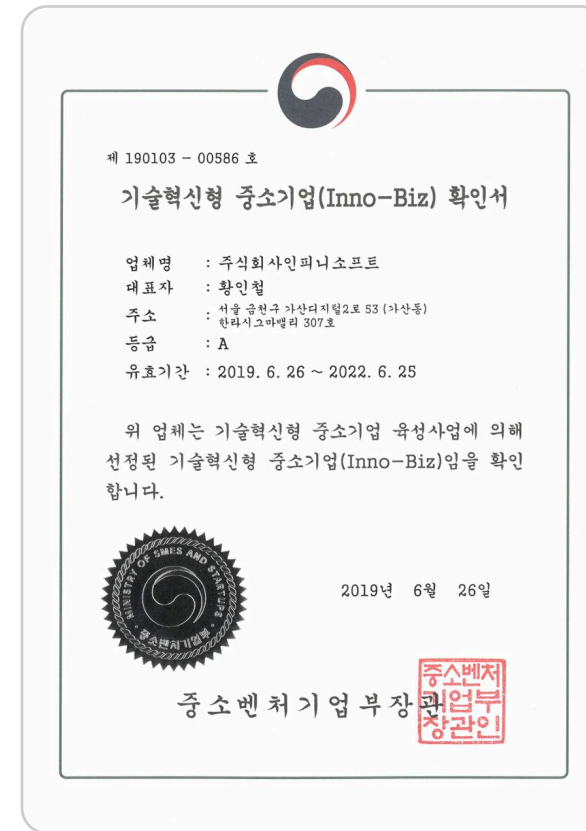 제 190103 - 00586 호
기술혁신형 중소기업(Inno-Biz) 확인서
업체명 : 주식회사인피니소프트
대표자 : 황인철
주소 : 서울 금천구 가산디지털2로 53 (가산동)
한라시그마밸리 307호
등급 : A
유효기간 : 2019. 6. 26 ~ 2022. 6. 25
위 업체는 기술혁신형 중소기업 육성사업에 의해
선정된 기술혁신형 중소기업(Inno-Biz)임을 확인
합니다.
MINISTRY OF SMES AND STARTUPS
중소벤처기업부
2019년 6월 26일
중소벤처기업부장관
중소벤처
기업부
장관인